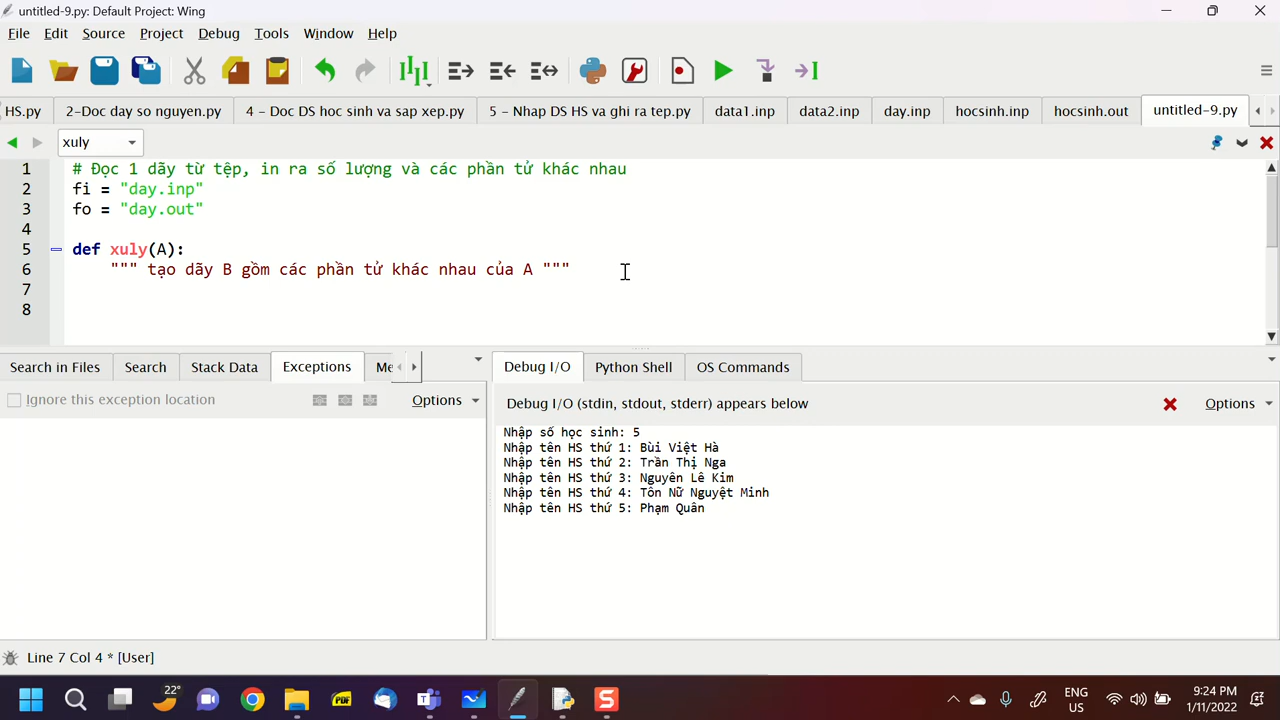 untitled-9.py: Default Project: Wing
File Edit Source Project Debug Tools Window Help
HS.py 2-Doc day so nguyen.py 4 – Doc DS hoc sinh va sap xep.py 5 – Nhap DS HS va ghi ra tep.py data1.inp data2.inp day.inp hocsinh.inp hocsinh.out untitled-9.py
xuly
1 # Đọc 1 dãy từ tệp, in ra số lượng và các phần tử khác nhau
2 fi = "day.inp"
3 fo = "day.out"
4
5 def xuly(A):
6 """ tạo dãy B gồm các phần tử khác nhau của A """
7
8
Search in Files Search Stack Data Exceptions Me Debug I/O Python Shell OS Commands
Ignore this exception location Options Debug I/O (stdin, stdout, stderr) appears below Options
Nhập số học sinh: 5
Nhập tên HS thứ 1: Bùi Việt Hà
Nhập tên HS thứ 2: Trần Thị Nga
Nhập tên HS thứ 3: Nguyên Lê Kim
Nhập tên HS thứ 4: Tôn Nữ Nguyệt Minh
Nhập tên HS thứ 5: Phạm Quân
Line 7 Col 4 * [User]
22°
PDF
S
ENG
US
9:24 PM
1/11/2022